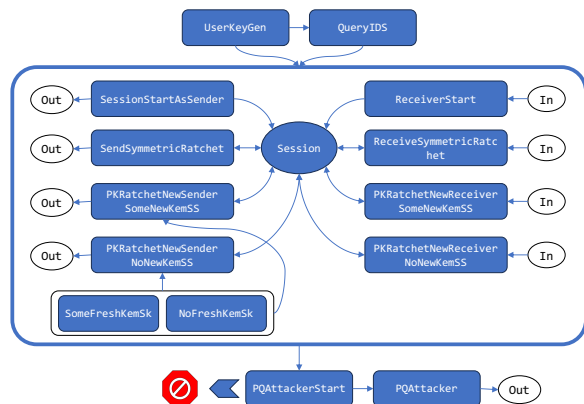 UserKeyGen
QueryIDS
Out
SessionStartAsSender
ReceiverStart
In
Out
SendSymmetricRatchet
Session
ReceiveSymmetricRatc
het
In
Out
PKRatchetNewSender
SomeNewKemSS
PKRatchetNewReceiver
SomeNewKemSS
In
Out
PKRatchetNewSender
NoNewKemSS
PKRatchetNewReceiver
NoNewKemSS
In
SomeFreshKemSk
NoFreshKemSk
PQAttackerStart
PQAttacker
Out